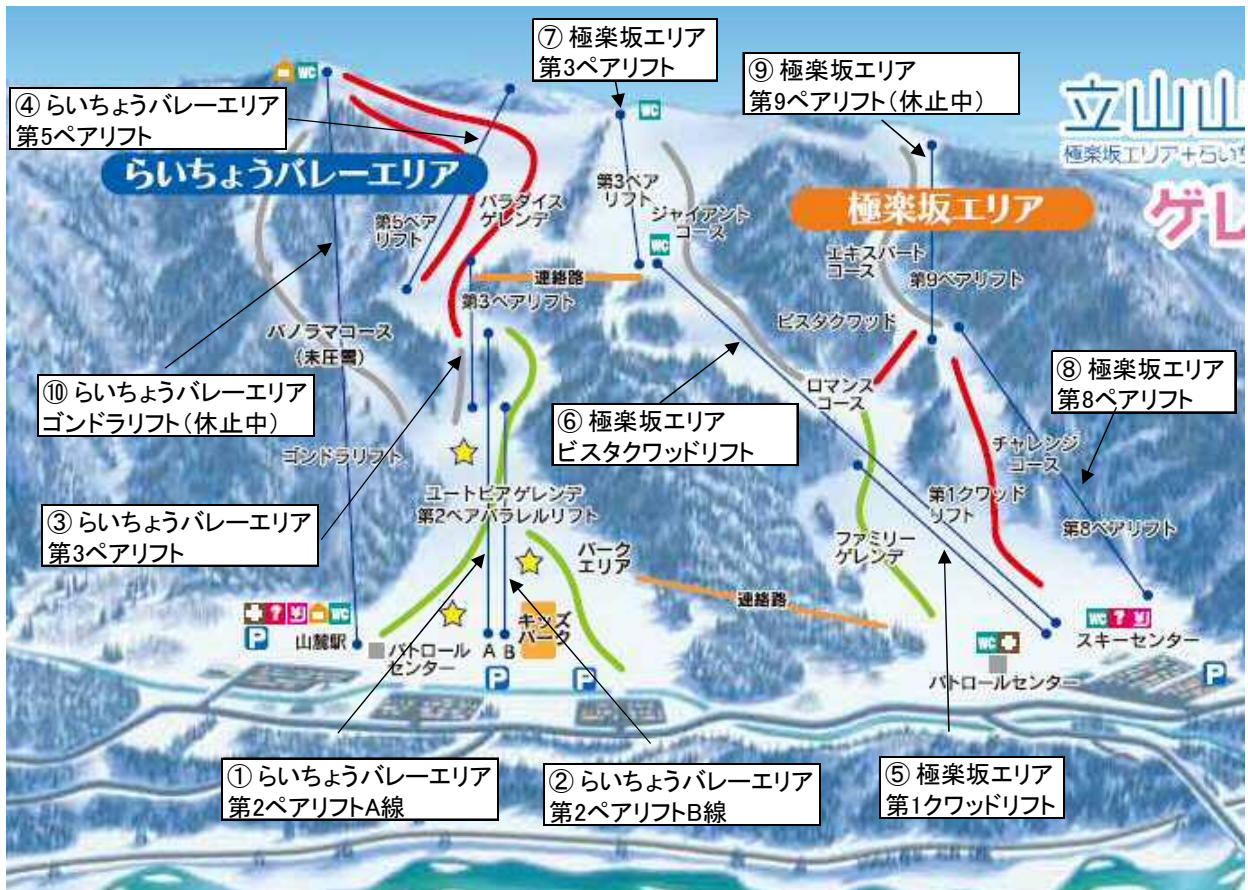 ⑦ 極楽坂エリア
第3ペアリフト
⑨ 極楽坂エリア
第9ペアリフト(休止中)
WC
④ らいちょうバレーエリア
第5ペアリフト
WC
立山山
極楽坂エリア+らいち
ゲレ
らいちょうバレーエリア
極楽坂エリア
第3ペア
リフト
パラダイス
ゲレンデ
第5ペア
リフト
ジャイアント
コース
WC
エキスパート
コース
第9ペアリフト
連絡路
第3ペアリフト
ビスタクワッド
パノラマコース
(未圧雪)
⑩ らいちょうバレーエリア
ゴンドラリフト(休止中)
ロマンス
コース
⑧ 極楽坂エリア
第8ペアリフト
⑥ 極楽坂エリア
ビスタクワッドリフト
ゴンドラリフト
チャレンジ
コース
ユートピアゲレンデ
第2ペアパラレルリフト
第1クワッド
リフト
③ らいちょうバレーエリア
第3ペアリフト
ファミリー
ゲレンデ
第8ペアリフト
パーク
エリア
連絡路
? WC
P
山麓駅
パトロール
センター
A B
キッズ
パーク
P
P
WC ?
スキーセンター
WC
パトロールセンター
P
① らいちょうバレーエリア
第2ペアリフトA線
② らいちょうバレーエリア
第2ペアリフトB線
⑤ 極楽坂エリア
第1クワッドリフト